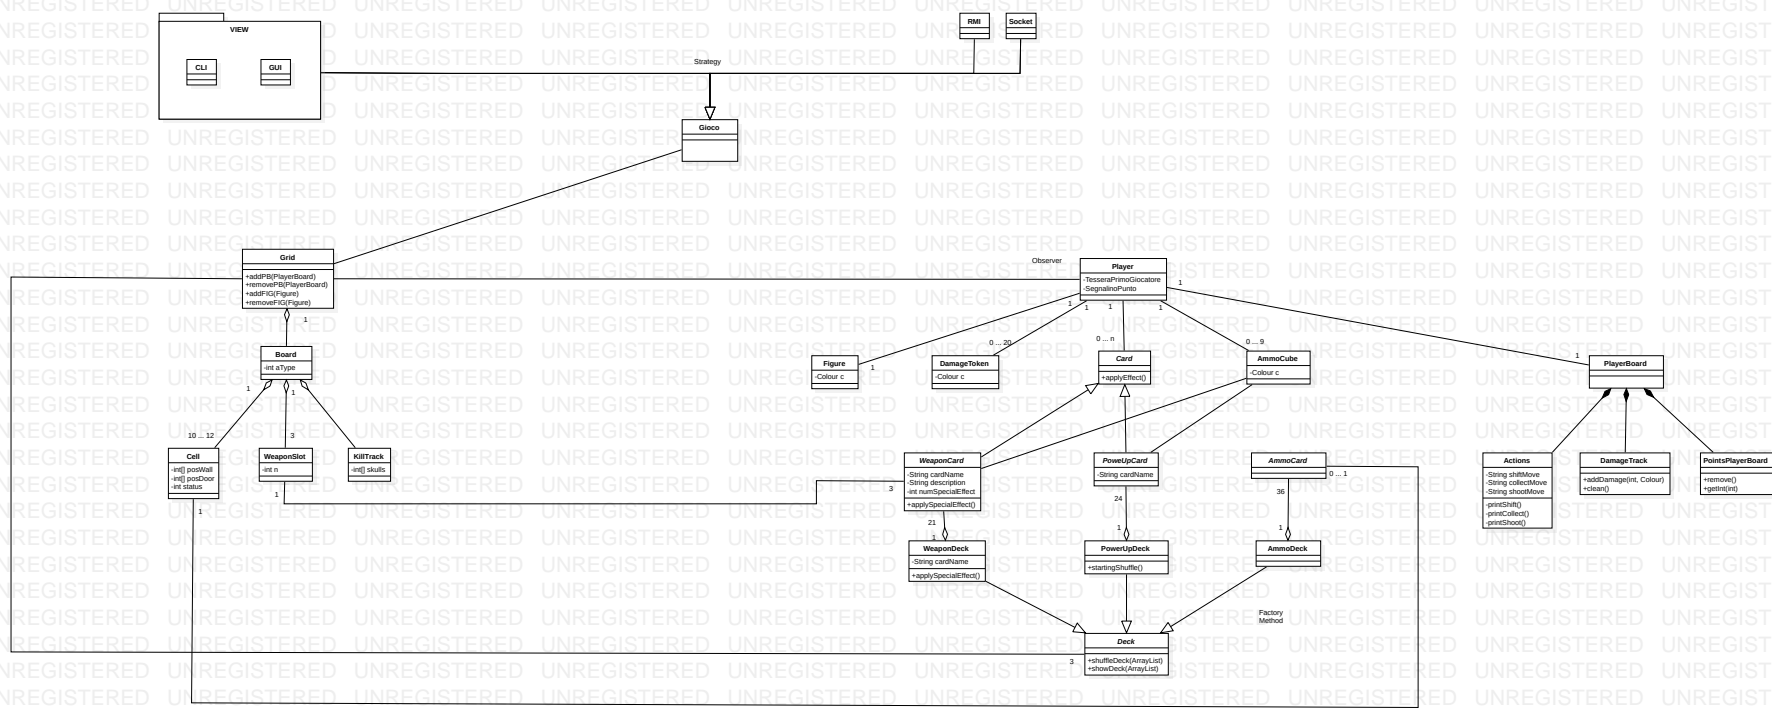 VIEW
CLI
GUI
RMI
Socket
Strategy
Gioco
Grid
+addPB(PlayerBoard)
+removePB(PlayerBoard)
+addFIG(Figure)
+removeFIG(Figure)
1
Observer
Player
-TesseraPrimoGiocatore
-SegnalinoPunto
1
1
1
1
1
Board
-int aType
1
1
Figure
-Colour c
1
0 ... 20
DamageToken
-Colour c
0 ... n
Card
+applyEffect()
0 ... 9
AmmoCube
-Colour c
1
PlayerBoard
10 ... 12
3
Cell
-int[] posWall
-int[] posDoor
-int status
1
WeaponSlot
-int n
1
KillTrack
-int[] skulls
WeaponCard
-String cardName
-String description
-int numSpecialEffect
+applySpecialEffect()
3
21
1
PoweUpCard
-String cardName
24
1
AmmoCard
0 ... 1
36
1
Actions
-String shiftMove
-String collectMove
-String shootMove
-printShift()
-printCollect()
-printShoot()
DamageTrack
+addDamage(int, Colour)
+clean()
PointsPlayerBoard
+remove()
+getInt(int)
WeaponDeck
-String cardName
+applySpecialEffect()
PowerUpDeck
+startingShuffle()
AmmoDeck
Factory
Method
Deck
+shuffleDeck(ArrayList)
+showDeck(ArrayList)
3
UNREGISTERED